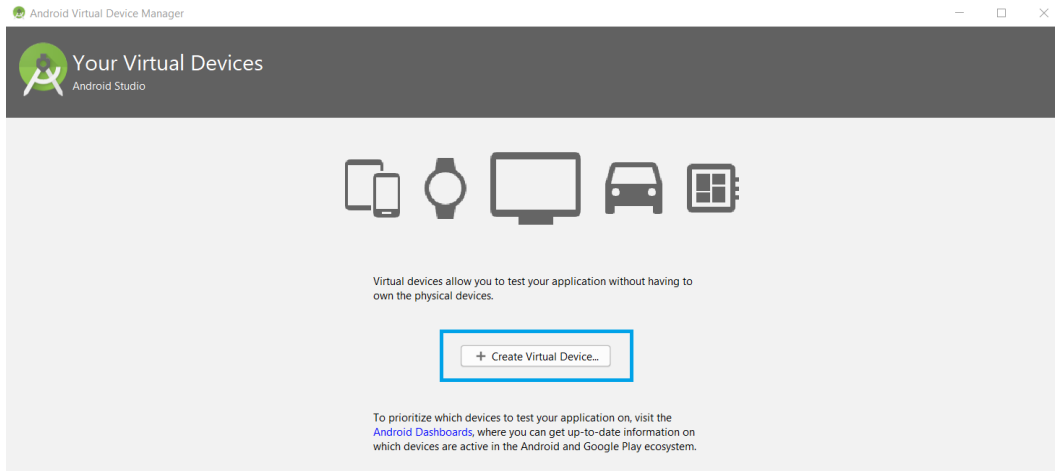 Android Virtual Device Manager
Your Virtual Devices
Android Studio
Virtual devices allow you to test your application without having to
own the physical devices.
+ Create Virtual Device...
To prioritize which devices to test your application on, visit the
Android Dashboards, where you can get up-to-date information on
which devices are active in the Android and Google Play ecosystem.